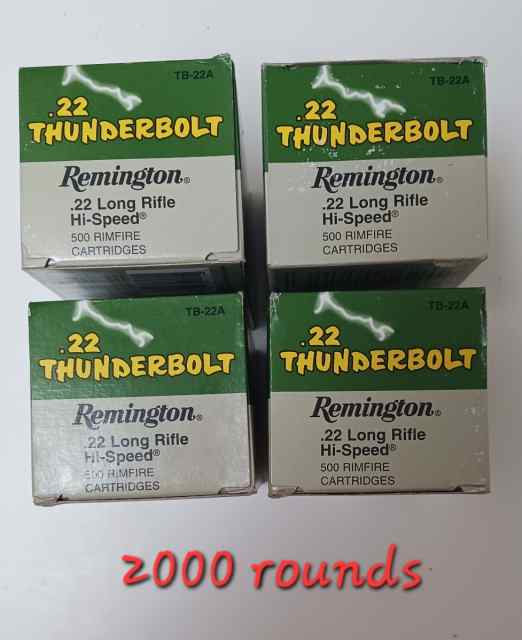 TB-22A
.22
THUNDERBOLT
Remington®
.22 Long Rifle
Hi-Speed®
500 RIMFIRE
CARTRIDGES
TB-22A
.22
THUNDERBOLT
Remington®
.22 Long Rifle
Hi-Speed®
500 RIMFIRE
CARTRIDGES
TB-22A
.22
THUNDERBOLT
Remington®
.22 Long Rifle
Hi-Speed®
500 RIMFIRE
CARTRIDGES
TB-22A
.22
THUNDERBOLT
Remington®
.22 Long Rifle
Hi-Speed®
500 RIMFIRE
CARTRIDGES
2000 rounds